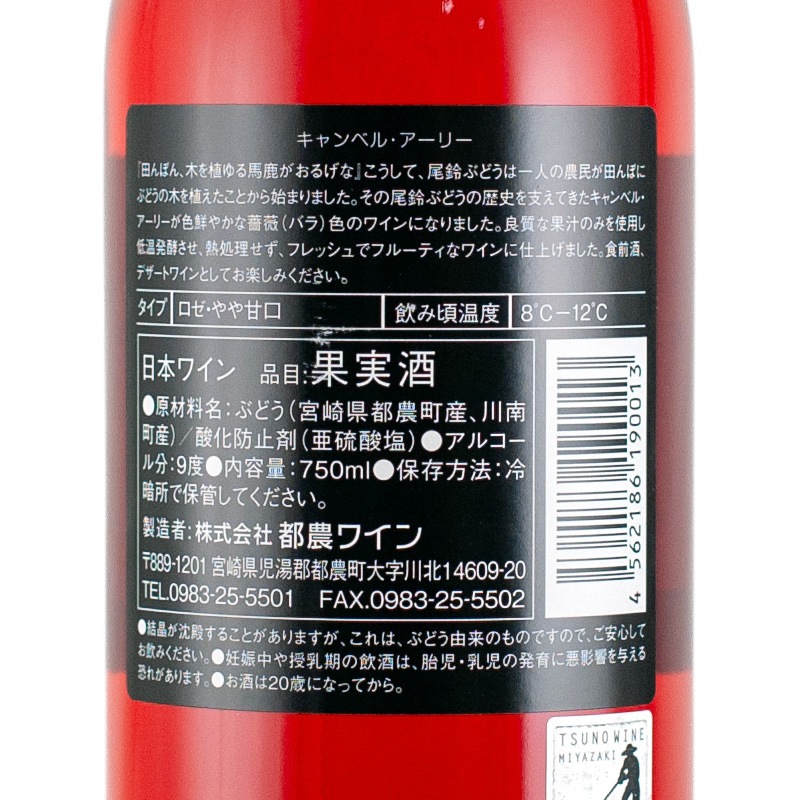 キャンベル・アーリー
『田んぼん、木を植ゆる馬鹿がおるげな』こうして、尾鈴ぶどうは一人の農民が田んぼに
ぶどうの木を植えたことから始まりました。その尾鈴ぶどうの歴史を支えてきたキャンベル・
アーリーが色鮮やかな薔薇（バラ）色のワインになりました。良質な果汁のみを使用し
低温発酵させ、熱処理せず、フレッシュでフルーティなワインに仕上げました。食前酒、
デザートワインとしてお楽しみください。
タイプ ロゼ・やや甘口 飲み頃温度 8℃－12℃
日本ワイン 品目:果実酒
●原材料名：ぶどう（宮崎県都農町産、川南
町産）／酸化防止剤（亜硫酸塩）●アルコー
ル分：9度●内容量：750ml●保存方法：冷
暗所で保管してください。
製造者：株式会社 都農ワイン
〒889-1201 宮崎県児湯郡都農町大字川北14609-20
TEL.0983-25-5501 FAX.0983-25-5502
4 562186 190013
●結晶が沈殿することがありますが、これは、ぶどう由来のものですので、ご安心して
お飲みください。●妊娠中や授乳期の飲酒は、胎児・乳児の発育に悪影響を与える
恐れがあります。●お酒は20歳になってから。
TSUNO WINE
MIYAZAKI